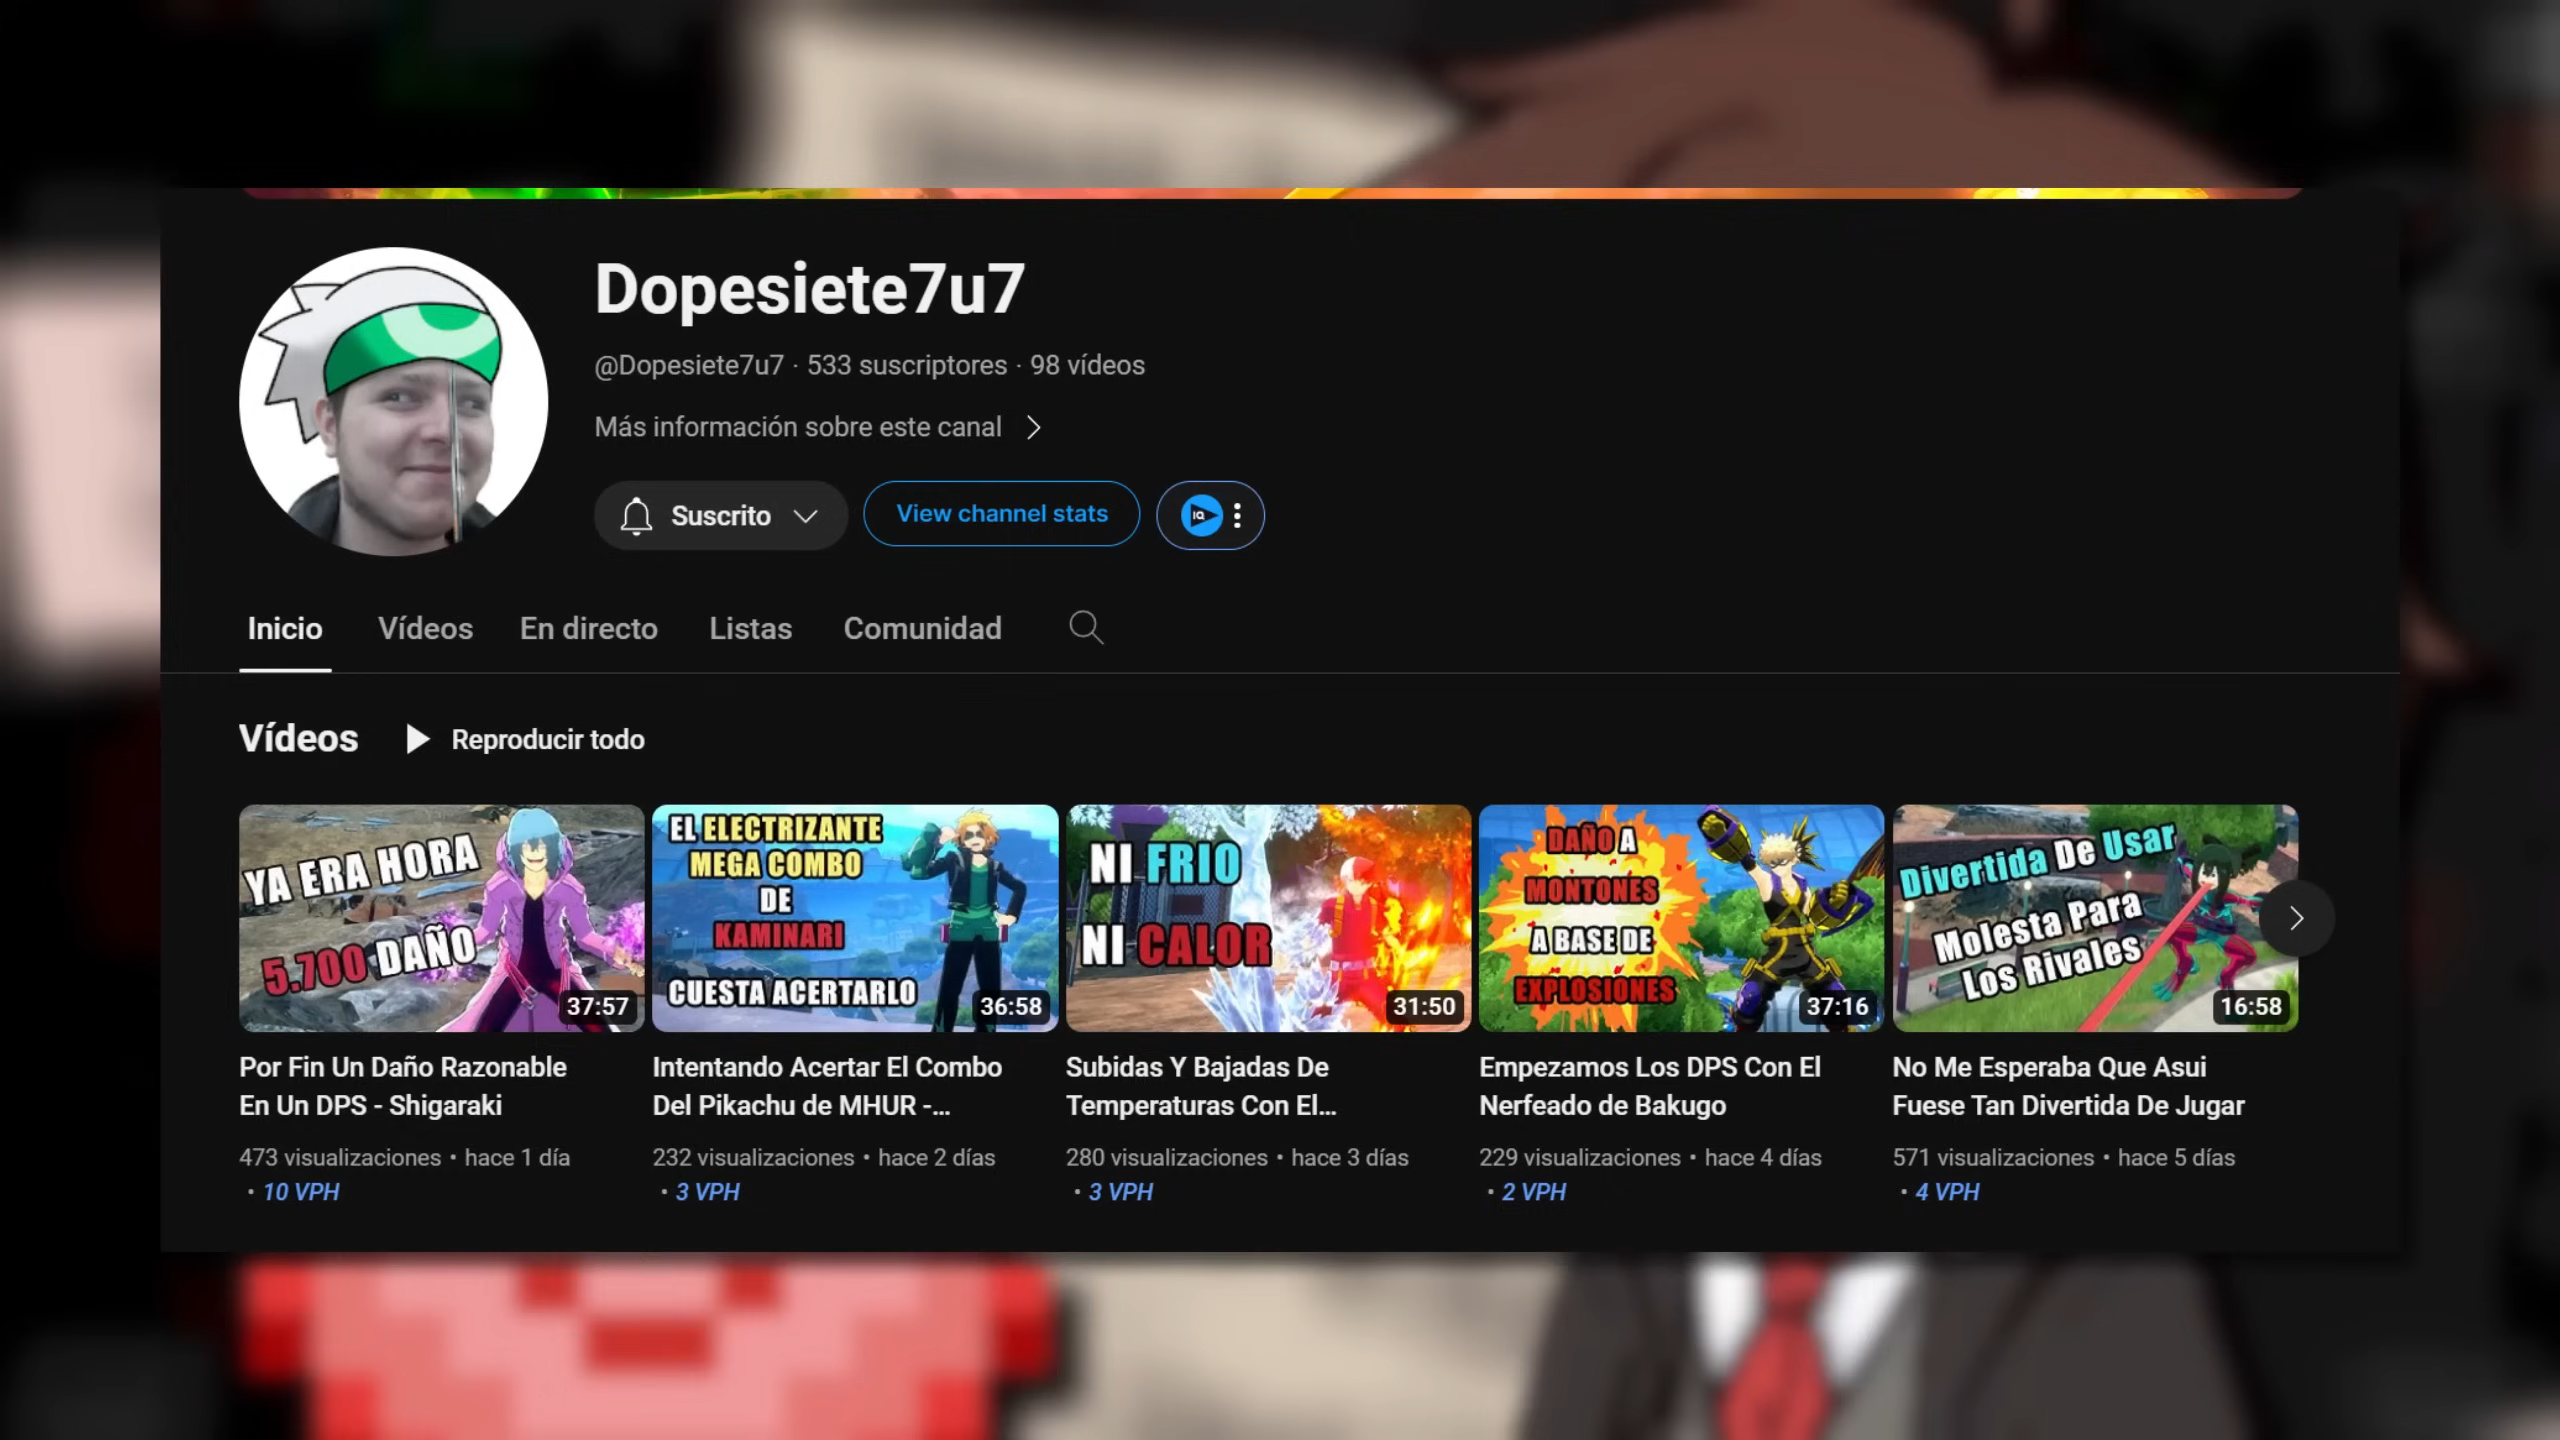 Dopesiete7u7
@Dopesiete7u7 · 533 suscriptores · 98 vídeos
Más información sobre este canal
Suscrito
View channel stats
IQ
Inicio
Vídeos
En directo
Listas
Comunidad
Vídeos
Reproducir todo
YA ERA HORA
5.700 DAÑO
37:57
EL ELECTRIZANTE
MEGA COMBO
DE
KAMINARI
CUESTA ACERTARLO
36:58
NI FRIO
NI CALOR
31:50
DAÑO A
MONTONES
A BASE DE
EXPLOSIONES
37:16
Divertida De Usar
Molesta Para
Los Rivales
16:58
Por Fin Un Daño Razonable
En Un DPS - Shigaraki
473 visualizaciones • hace 1 día
• 10 VPH
Intentando Acertar El Combo
Del Pikachu de MHUR -...
232 visualizaciones • hace 2 días
• 3 VPH
Subidas Y Bajadas De
Temperaturas Con El...
280 visualizaciones • hace 3 días
• 3 VPH
Empezamos Los DPS Con El
Nerfeado de Bakugo
229 visualizaciones • hace 4 días
• 2 VPH
No Me Esperaba Que Asui
Fuese Tan Divertida De Jugar
571 visualizaciones • hace 5 días
• 4 VPH